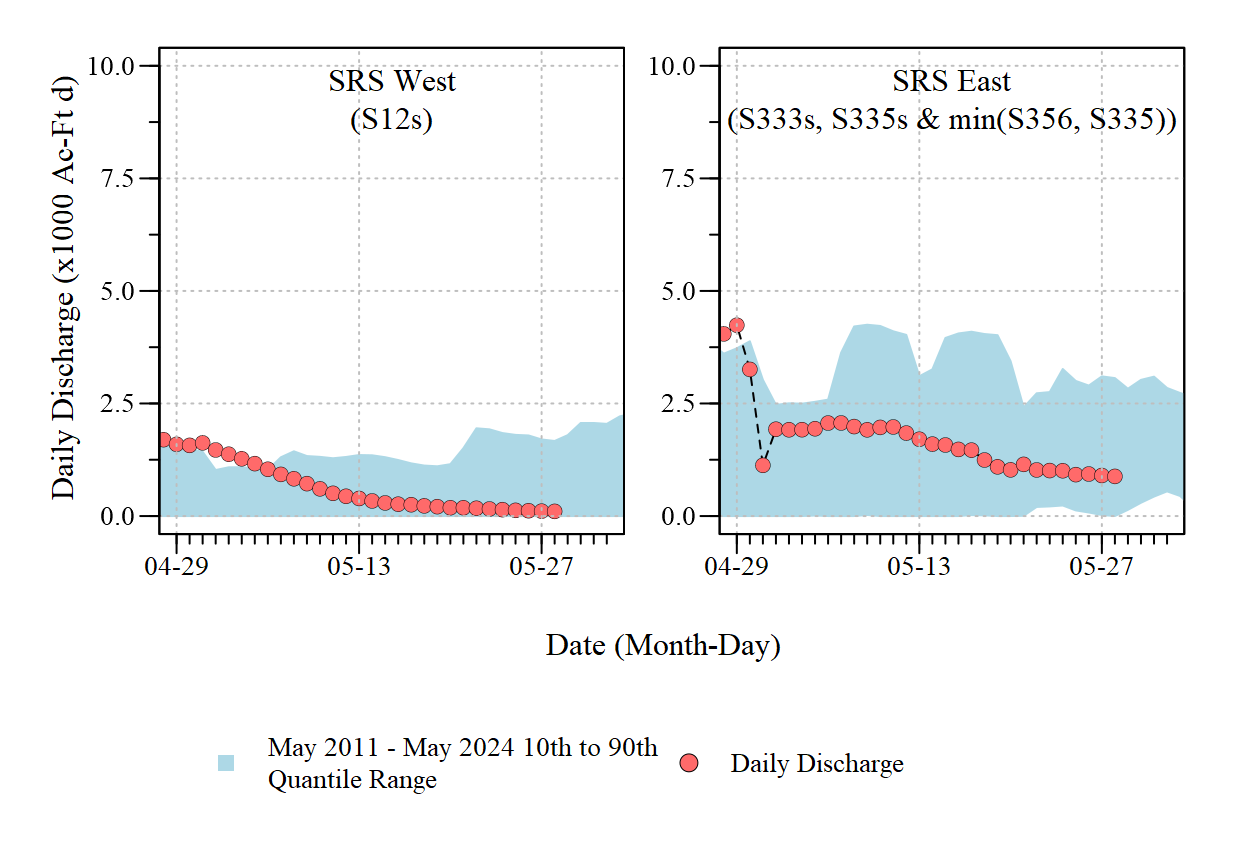 SRS West
(S12s)
10.0
7.5
5.0
2.5
0.0
04-29
05-13
05-27
Daily Discharge (x1000 Ac-Ft d)
SRS East
(S333s, S335s & min(S356, S335))
10.0
7.5
5.0
2.5
0.0
04-29
05-13
05-27
Date (Month-Day)
May 2011 - May 2024 10th to 90th
Quantile Range
Daily Discharge